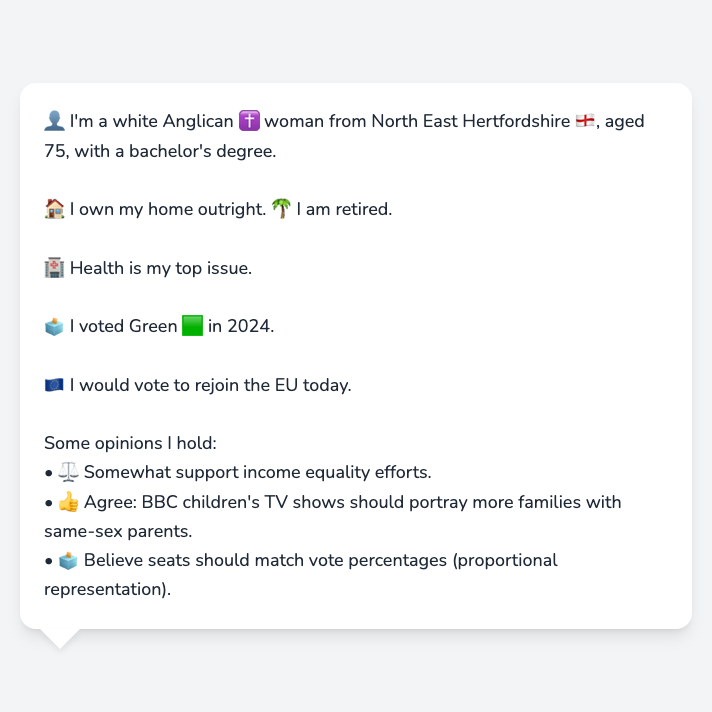 👤 I'm a white Anglican ✝️ woman from North East Hertfordshire 🏴󠁧󠁢󠁥󠁮󠁧󠁿, aged
75, with a bachelor's degree.
🏠 I own my home outright. 🌴 I am retired.
🏥 Health is my top issue.
🗳️ I voted Green 🟩 in 2024.
🇪🇺 I would vote to rejoin the EU today.
Some opinions I hold:
• ⚖️ Somewhat support income equality efforts.
• 👍 Agree: BBC children's TV shows should portray more families with
same-sex parents.
• 🗳️ Believe seats should match vote percentages (proportional
representation).